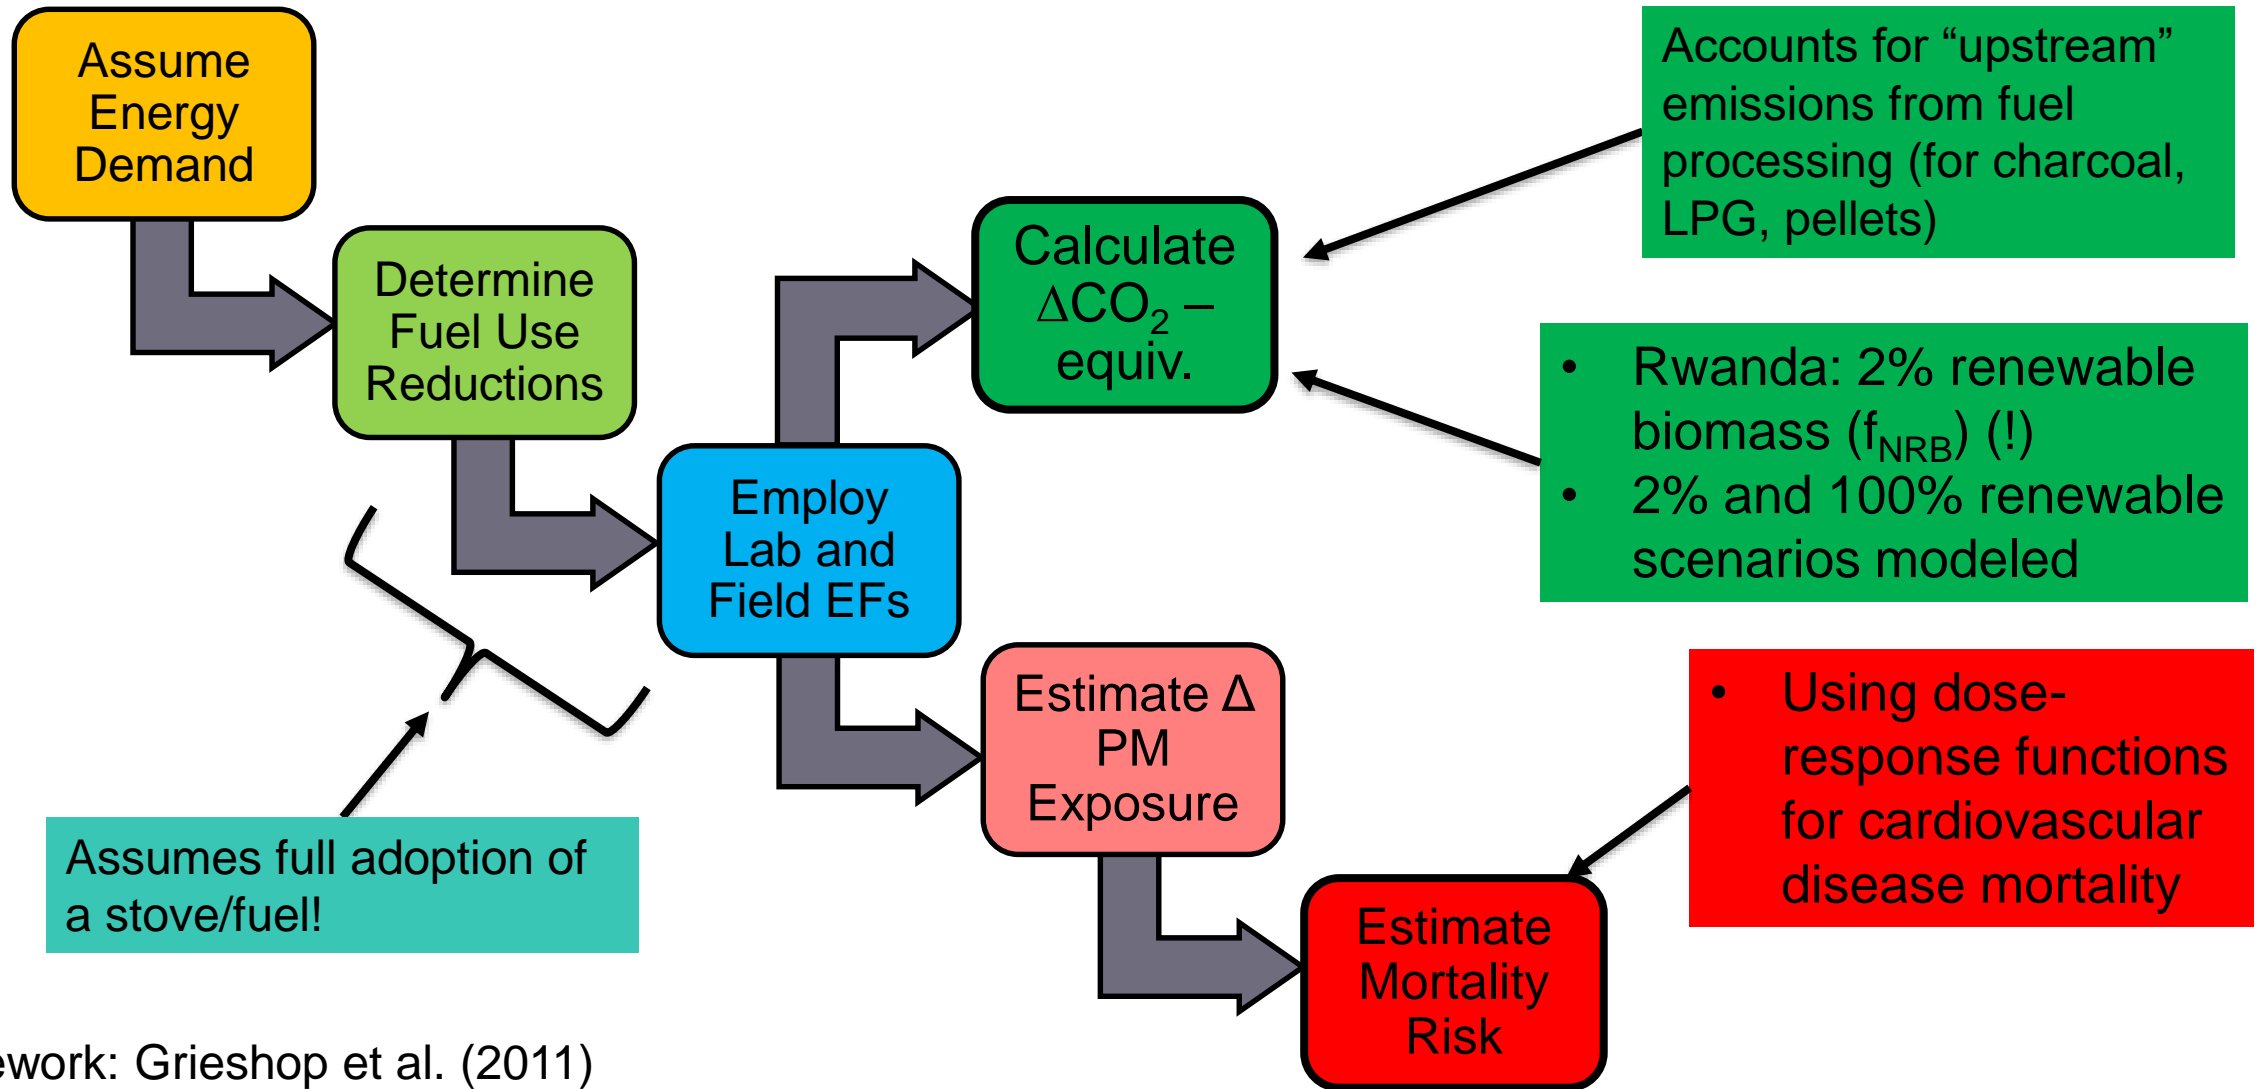 Assume
Energy
Demand
Determine
Fuel Use
Reductions
Employ
Lab and
Field EFs
Calculate
∆CO₂ –
equiv.
Accounts for “upstream”
emissions from fuel
processing (for charcoal,
LPG, pellets)
• Rwanda: 2% renewable
biomass (fNRB) (!)
• 2% and 100% renewable
scenarios modeled
Estimate Δ
PM
Exposure
• Using dose-
response functions
for cardiovascular
disease mortality
Assumes full adoption of
a stove/fuel!
Estimate
Mortality
Risk
ework: Grieshop et al. (2011)